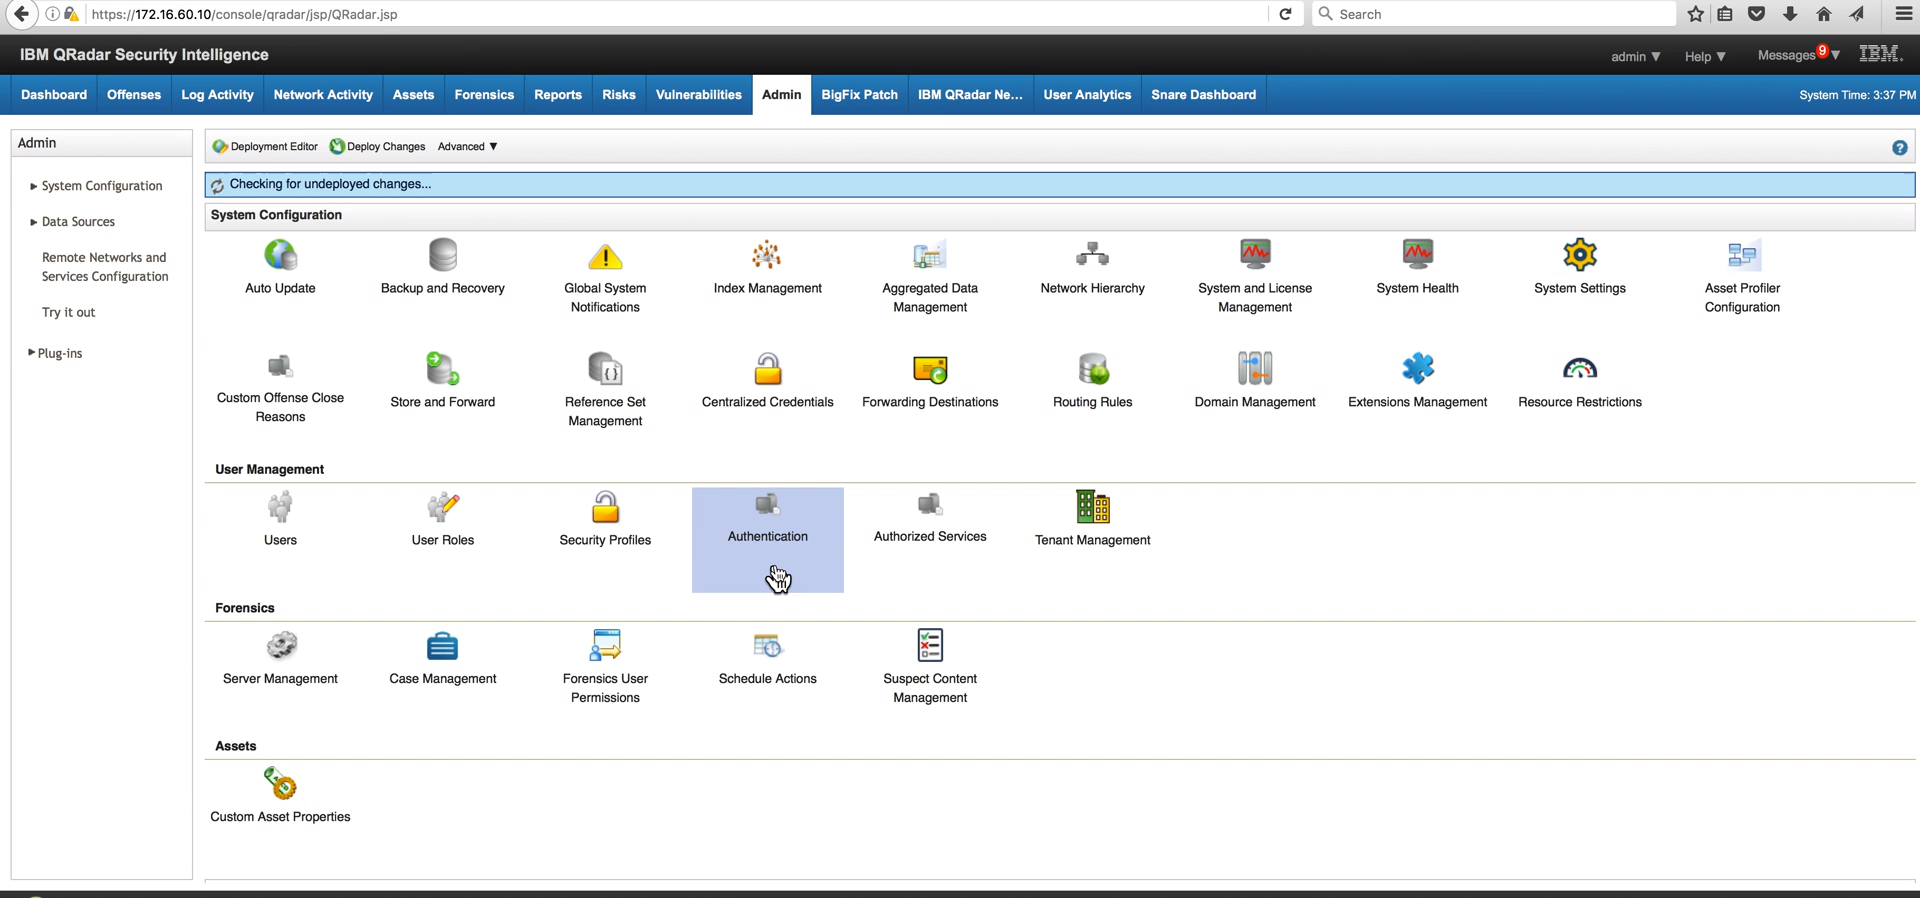 https://172.16.60.10/console/qradar/jsp/QRadar.jsp
Search
IBM QRadar Security Intelligence
admin ▼
Help ▼
Messages 9 ▼
IBM.
Dashboard
Offenses
Log Activity
Network Activity
Assets
Forensics
Reports
Risks
Vulnerabilities
Admin
BigFix Patch
IBM QRadar Ne...
User Analytics
Snare Dashboard
System Time: 3:37 PM
Admin
System Configuration
Data Sources
Remote Networks and
Services Configuration
Try it out
Plug-ins
Deployment Editor
Deploy Changes
Advanced ▼
?
Checking for undeployed changes...
System Configuration
Auto Update
Backup and Recovery
Global System
Notifications
Index Management
Aggregated Data
Management
Network Hierarchy
System and License
Management
System Health
System Settings
Asset Profiler
Configuration
Custom Offense Close
Reasons
Store and Forward
Reference Set
Management
Centralized Credentials
Forwarding Destinations
Routing Rules
Domain Management
Extensions Management
Resource Restrictions
User Management
Users
User Roles
Security Profiles
Authentication
Authorized Services
Tenant Management
Forensics
Server Management
Case Management
Forensics User
Permissions
Schedule Actions
Suspect Content
Management
Assets
Custom Asset Properties